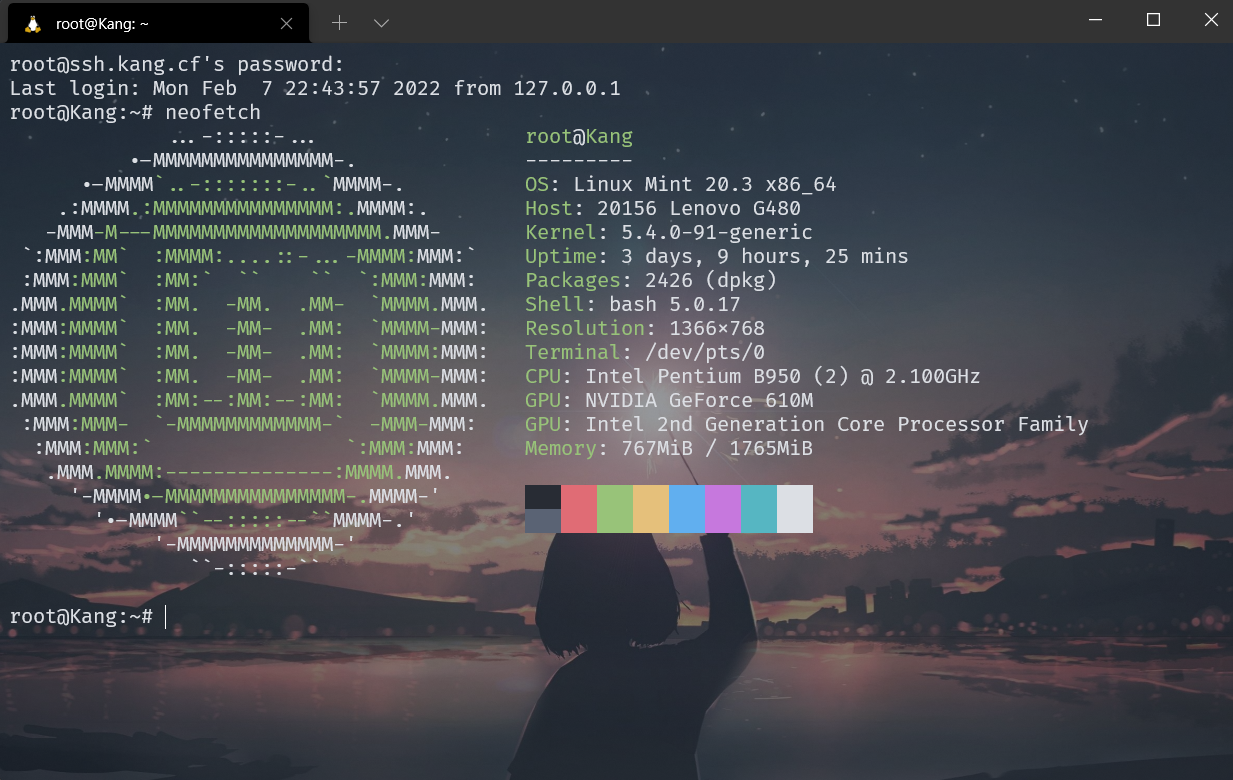 root@Kang: ~
root@ssh.kang.cf's password:
Last login: Mon Feb  7 22:43:57 2022 from 127.0.0.1
root@Kang:~# neofetch
             ...-:::::-...                 root@Kang
          •-MMMMMMMMMMMMMMM-.              ---------
      •-MMMM`..-:::::::-..`MMMM-.          OS: Linux Mint 20.3 x86_64
    .:MMMM.:MMMMMMMMMMMMMMM:.MMMM:.        Host: 20156 Lenovo G480
   -MMM-M---MMMMMMMMMMMMMMMMMMM.MMM-       Kernel: 5.4.0-91-generic
 `:MMM:MM`  :MMMM:....::-...-MMMM:MMM:`    Uptime: 3 days, 9 hours, 25 mins
 :MMM:MMM`  :MM:`  ``    ``  `:MMM:MMM:    Packages: 2426 (dpkg)
.MMM.MMMM`  :MM.  -MM.  .MM-  `MMMM.MMM.   Shell: bash 5.0.17
:MMM:MMMM`  :MM.  -MM-  .MM:  `MMMM-MMM:   Resolution: 1366×768
:MMM:MMMM`  :MM.  -MM-  .MM:  `MMMM:MMM:   Terminal: /dev/pts/0
:MMM:MMMM`  :MM.  -MM-  .MM:  `MMMM-MMM:   CPU: Intel Pentium B950 (2) @ 2.100GHz
.MMM.MMMM`  :MM:--:MM:--:MM:  `MMMM.MMM.   GPU: NVIDIA GeForce 610M
 :MMM:MMM-  `-MMMMMMMMMMMM-`  -MMM-MMM:    GPU: Intel 2nd Generation Core Processor Family
  :MMM:MMM:`                `:MMM:MMM:     Memory: 767MiB / 1765MiB
   .MMM.MMMM:--------------:MMMM.MMM.
     '-MMMM•-MMMMMMMMMMMMMMM-.MMMM-'
       '•-MMMM``--:::::--``MMMM-.'
            '-MMMMMMMMMMMMM-'
               ``-:::::-``
root@Kang:~#